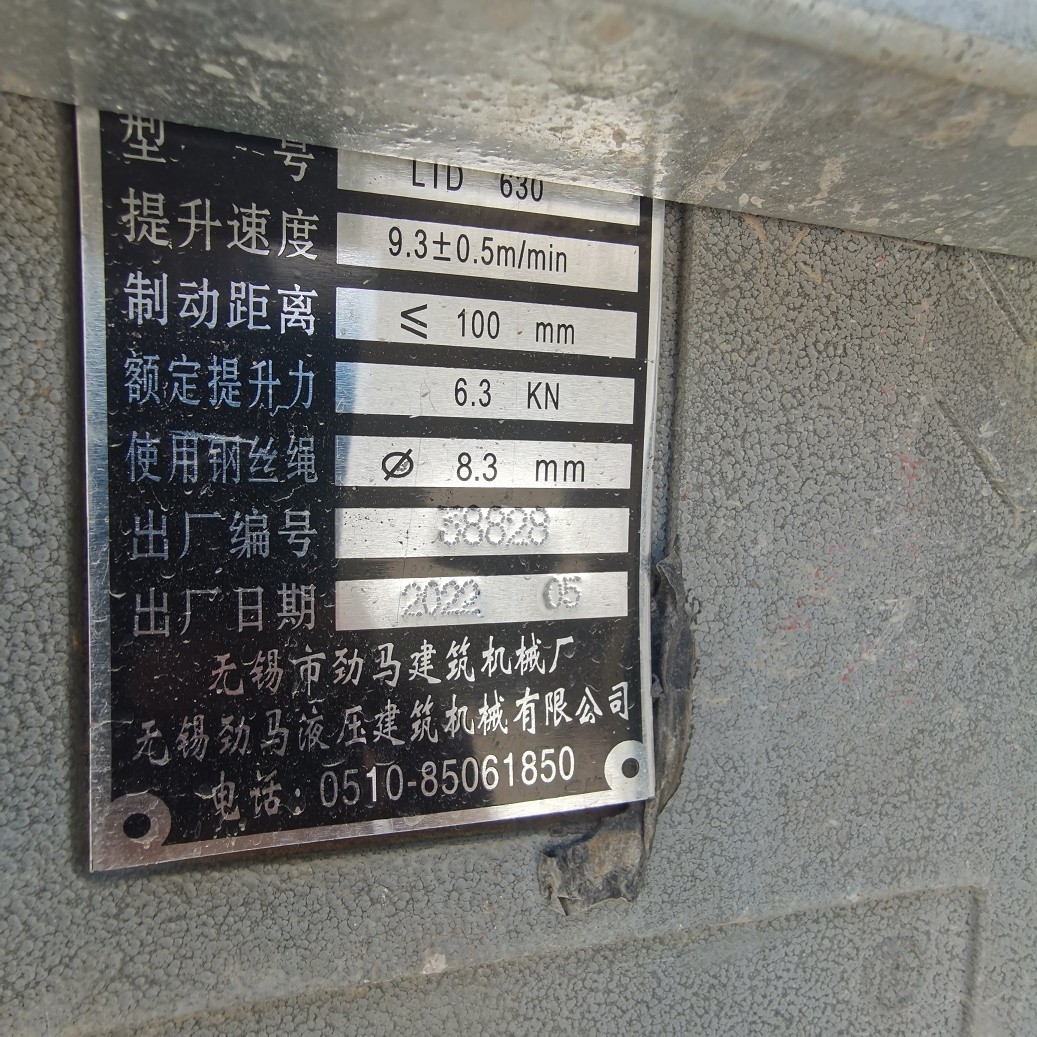 型号 LTD 630
提升速度 9.3±0.5m/min
制动距离 ≤ 100 mm
额定提升力 6.3 KN
使用钢丝绳 Ø 8.3 mm
出厂编号 38828
出厂日期 2022 05
无锡市劲马建筑机械厂
无锡劲马液压建筑机械有限公司
电话：0510-85061850